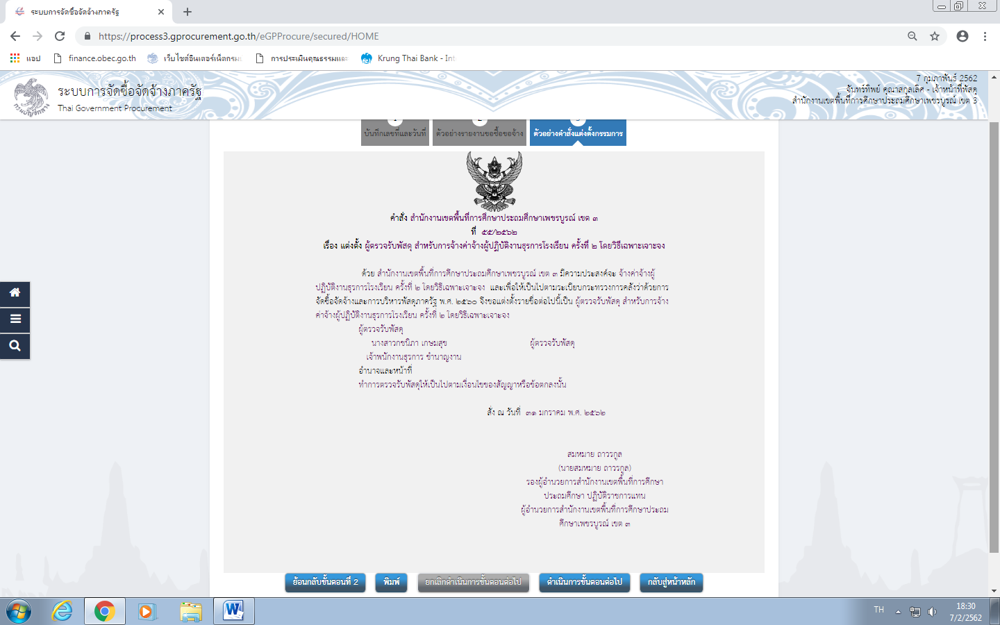 ระบบการจัดซื้อจัดจ้างภาครัฐ
https://process3.gprocurement.go.th/eGPProcure/secured/HOME
แอป finance.obec.go.th เว็บไซต์อินเตอร์เน็ตกรม การประเมินคุณธรรมและ Krung Thai Bank - Int
ระบบการจัดซื้อจัดจ้างภาครัฐ
Thai Government Procurement
7 กุมภาพันธ์ 2562
จันทร์ทิพย์ คุณาสกุลเลิศ - เจ้าหน้าที่พัสดุ
สำนักงานเขตพื้นที่การศึกษาประถมศึกษาเพชรบูรณ์ เขต 3
บันทึกเลขที่และวันที่ ตัวอย่างรายงานขอซื้อขอจ้าง ตัวอย่างคำสั่งแต่งตั้งกรรมการ
คำสั่ง สำนักงานเขตพื้นที่การศึกษาประถมศึกษาเพชรบูรณ์ เขต ๓
ที่ ๕๕/๒๕๖๒
เรื่อง แต่งตั้ง ผู้ตรวจรับพัสดุ สำหรับการจ้างค่าจ้างผู้ปฏิบัติงานธุรการโรงเรียน ครั้งที่ ๒ โดยวิธีเฉพาะเจาะจง
ด้วย สำนักงานเขตพื้นที่การศึกษาประถมศึกษาเพชรบูรณ์ เขต ๓ มีความประสงค์จะ จ้างค่าจ้างผู้
ปฏิบัติงานธุรการโรงเรียน ครั้งที่ ๒ โดยวิธีเฉพาะเจาะจง และเพื่อให้เป็นไปตามระเบียบกระทรวงการคลังว่าด้วยการ
จัดซื้อจัดจ้างและการบริหารพัสดุภาครัฐ พ.ศ. ๒๕๖๐ จึงขอแต่งตั้งรายชื่อต่อไปนี้เป็น ผู้ตรวจรับพัสดุ สำหรับการจ้าง
ค่าจ้างผู้ปฏิบัติงานธุรการโรงเรียน ครั้งที่ ๒ โดยวิธีเฉพาะเจาะจง
ผู้ตรวจรับพัสดุ
นางสาวกชนิภา เกษมสุข ผู้ตรวจรับพัสดุ
เจ้าพนักงานธุรการ ชำนาญงาน
อำนาจและหน้าที่
ทำการตรวจรับพัสดุให้เป็นไปตามเงื่อนไขของสัญญาหรือข้อตกลงนั้น
สั่ง ณ วันที่ ๓๑ มกราคม พ.ศ. ๒๕๖๒
สมหมาย ถาวรกูล
(นายสมหมาย ถาวรกูล)
รองผู้อำนวยการสำนักงานเขตพื้นที่การศึกษา
ประถมศึกษา ปฏิบัติราชการแทน
ผู้อำนวยการสำนักงานเขตพื้นที่การศึกษาประถม
ศึกษาเพชรบูรณ์ เขต ๓
ย้อนกลับขั้นตอนที่ 2 พิมพ์ ยกเลิกดำเนินการขั้นตอนต่อไป ดำเนินการขั้นตอนต่อไป กลับสู่หน้าหลัก
TH 18:30
7/2/2562